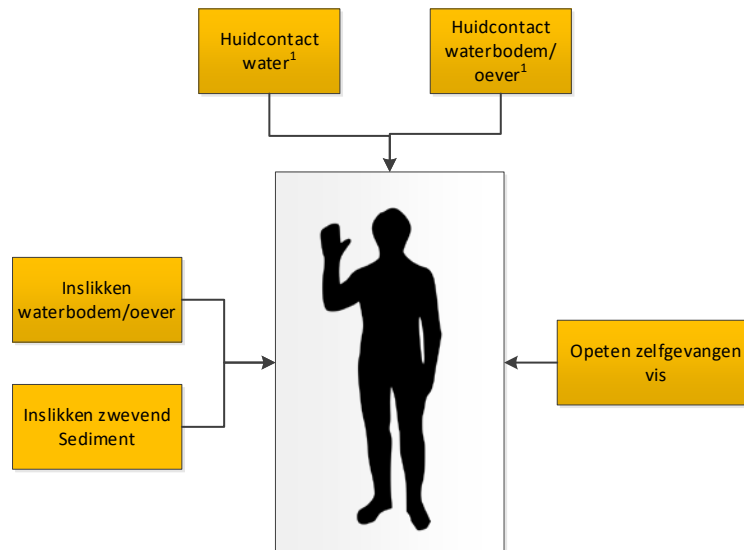 Huidcontact
water¹
Huidcontact
waterbodem/
oever¹
Inslikken
waterbodem/oever
Inslikken zwevend
Sediment
Opeten zelfgevangen
vis